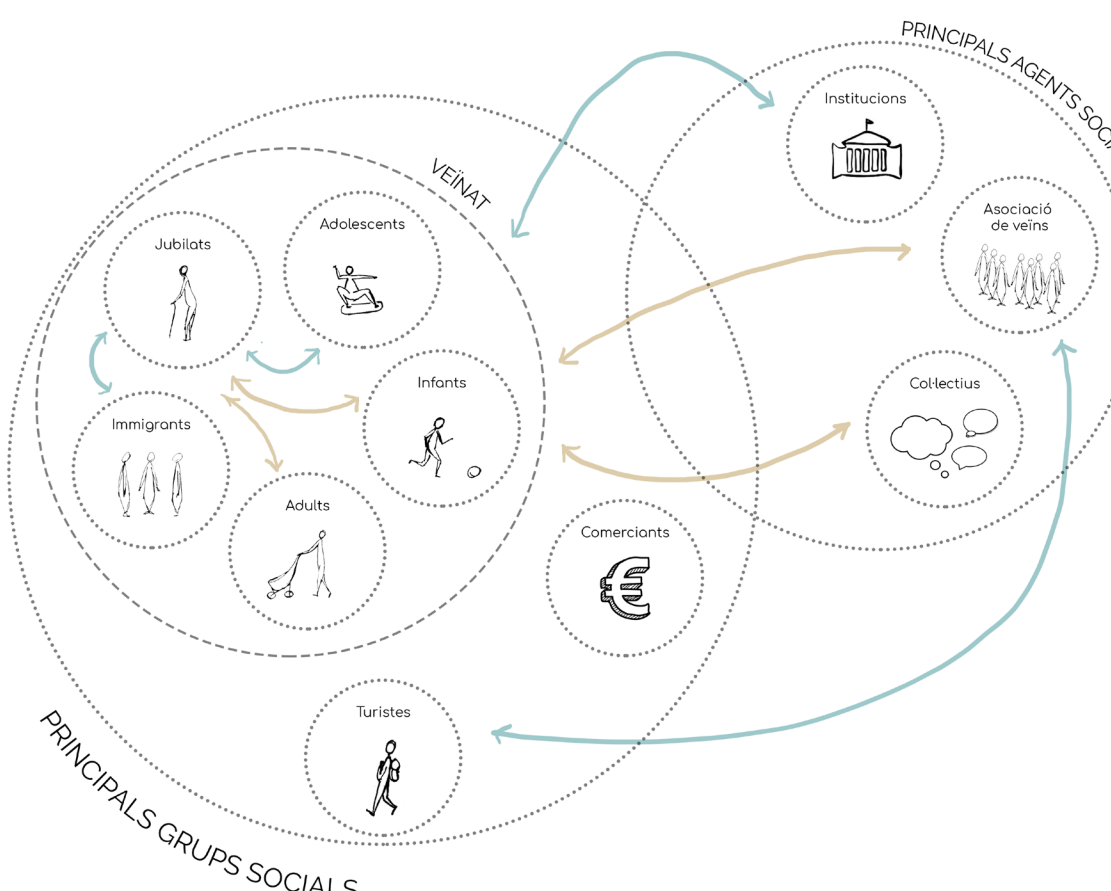 PRINCIPALS AGENTS SOCIA
Institucions
Asociació
de veïns
Col·lectius
VEÏNAT
Adolescents
Jubilats
Infants
Immigrants
Adults
Comerciants
Turistes
PRINCIPALS GRUPS SOCIALS